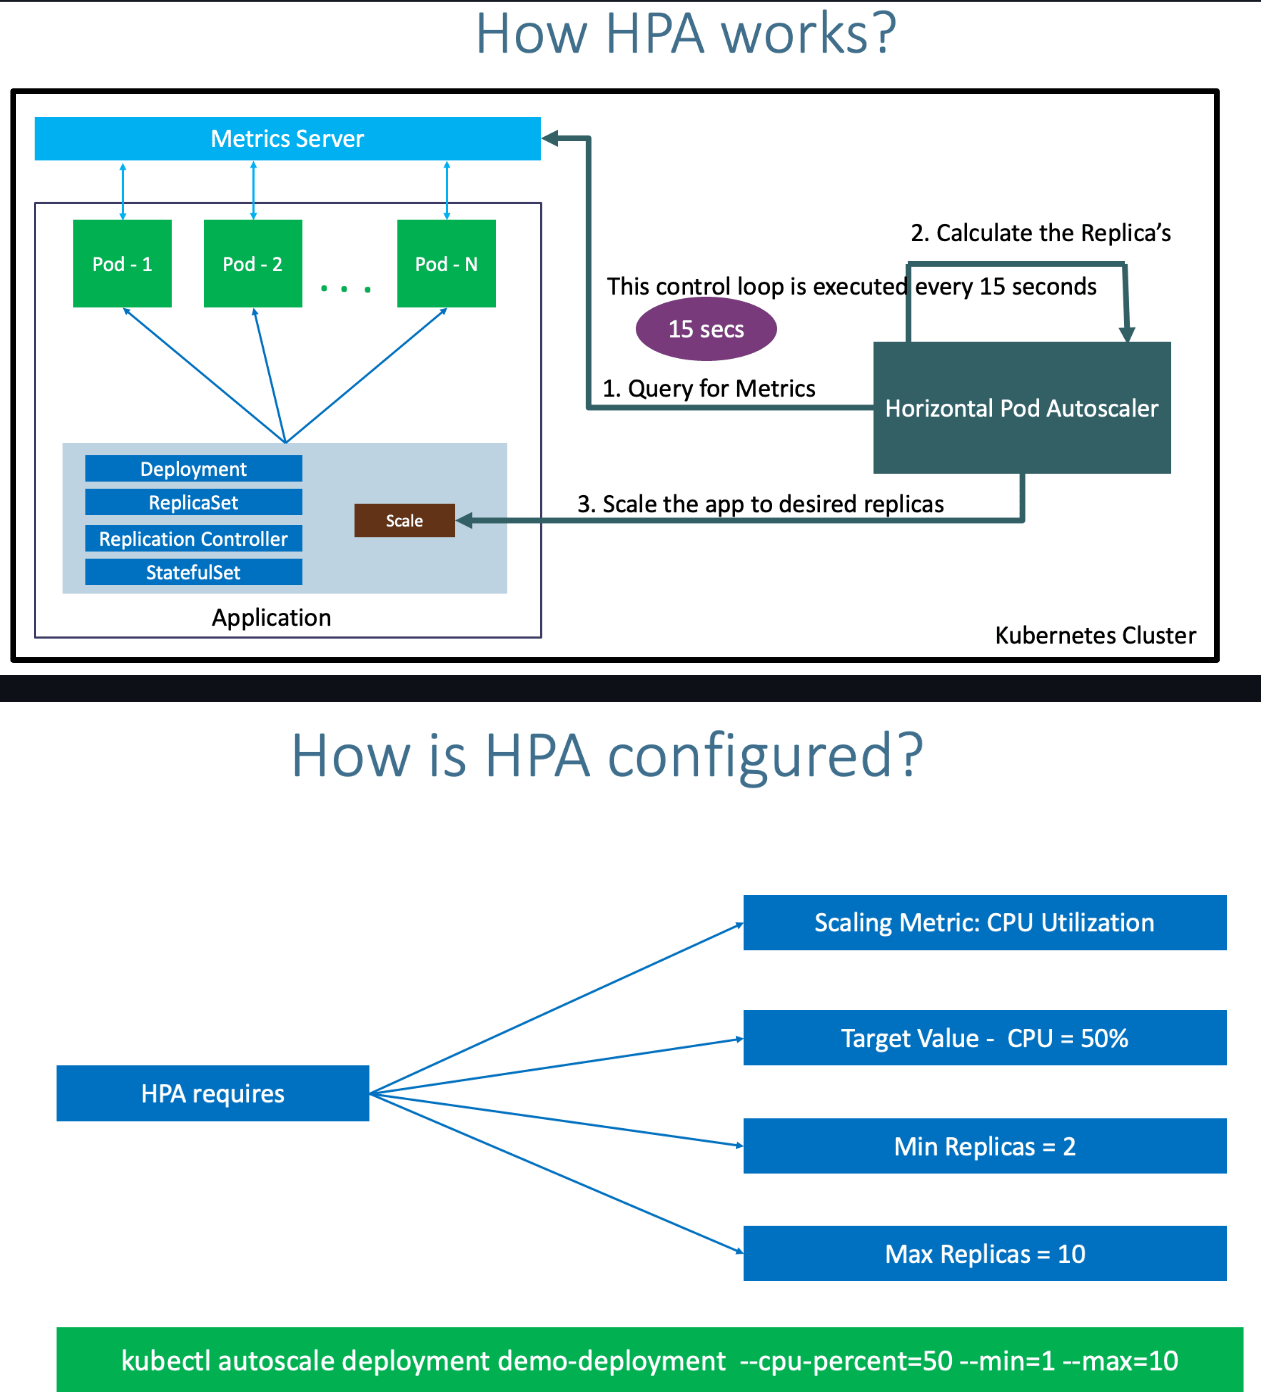 How HPA works?
Metrics Server
Pod - 1
Pod - 2
. . .
Pod - N
2. Calculate the Replica's
This control loop is executed every 15 seconds
15 secs
1. Query for Metrics
Horizontal Pod Autoscaler
Deployment
ReplicaSet
Replication Controller
StatefulSet
Scale
3. Scale the app to desired replicas
Application
Kubernetes Cluster
How is HPA configured?
HPA requires
Scaling Metric: CPU Utilization
Target Value -  CPU = 50%
Min Replicas = 2
Max Replicas = 10
kubectl autoscale deployment demo-deployment  --cpu-percent=50 --min=1 --max=10